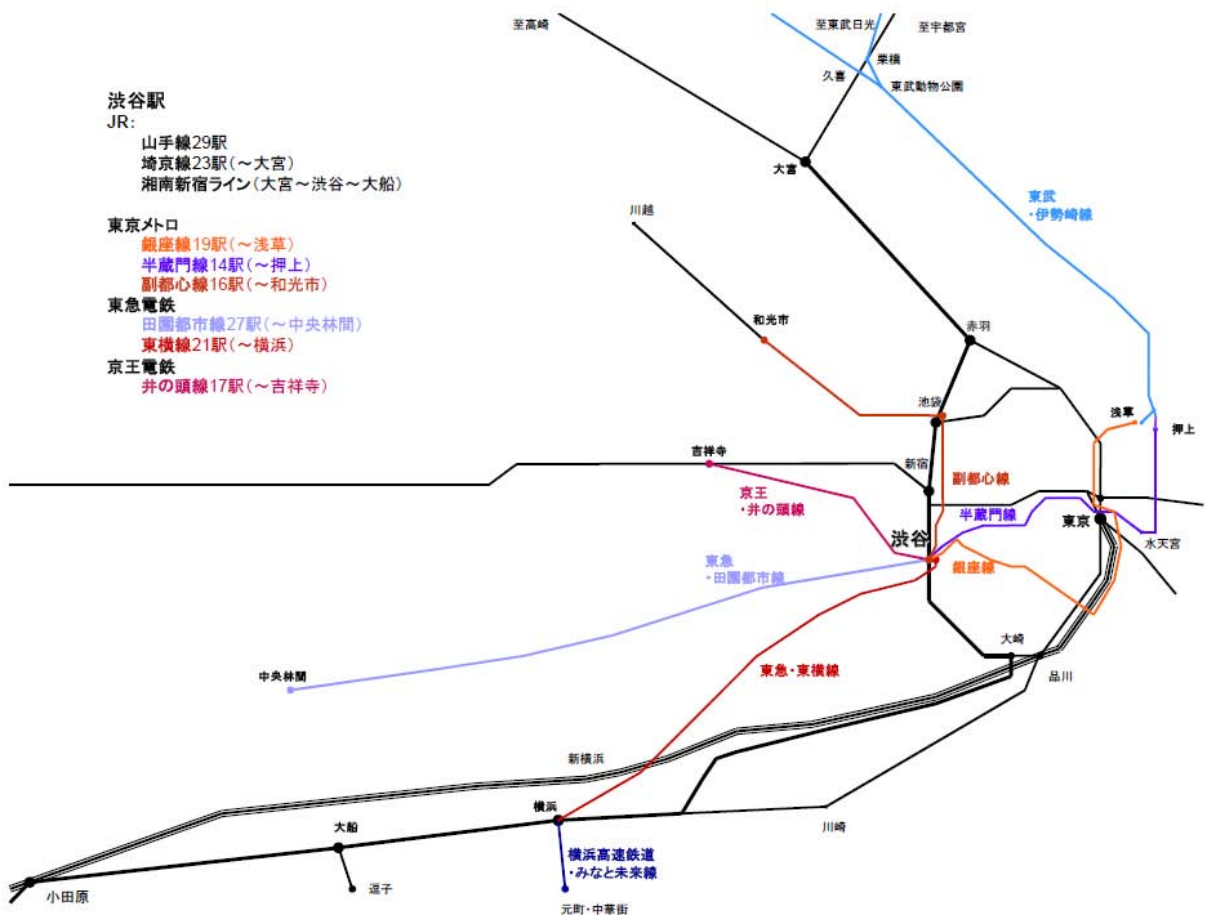 渋谷駅
JR:
山手線29駅
埼京線23駅(～大宮)
湘南新宿ライン(大宮～渋谷～大船)
東京メトロ
銀座線19駅(～浅草)
半蔵門線14駅(～押上)
副都心線16駅(～和光市)
東急電鉄
田園都市線27駅(～中央林間)
東横線21駅(～横浜)
京王電鉄
井の頭線17駅(～吉祥寺)
至高崎
至東武日光
至宇都宮
栗橋
久喜
東武動物公園
大宮
東武
・伊勢崎線
川越
和光市
赤羽
池袋
浅草
押上
吉祥寺
新宿
副都心線
京王
・井の頭線
半蔵門線
東京
渋谷
水天宮
東急
・田園都市線
銀座線
大崎
中央林間
東急・東横線
品川
新横浜
横浜
川崎
大船
横浜高速鉄道
・みなと未来線
小田原
逗子
元町・中華街